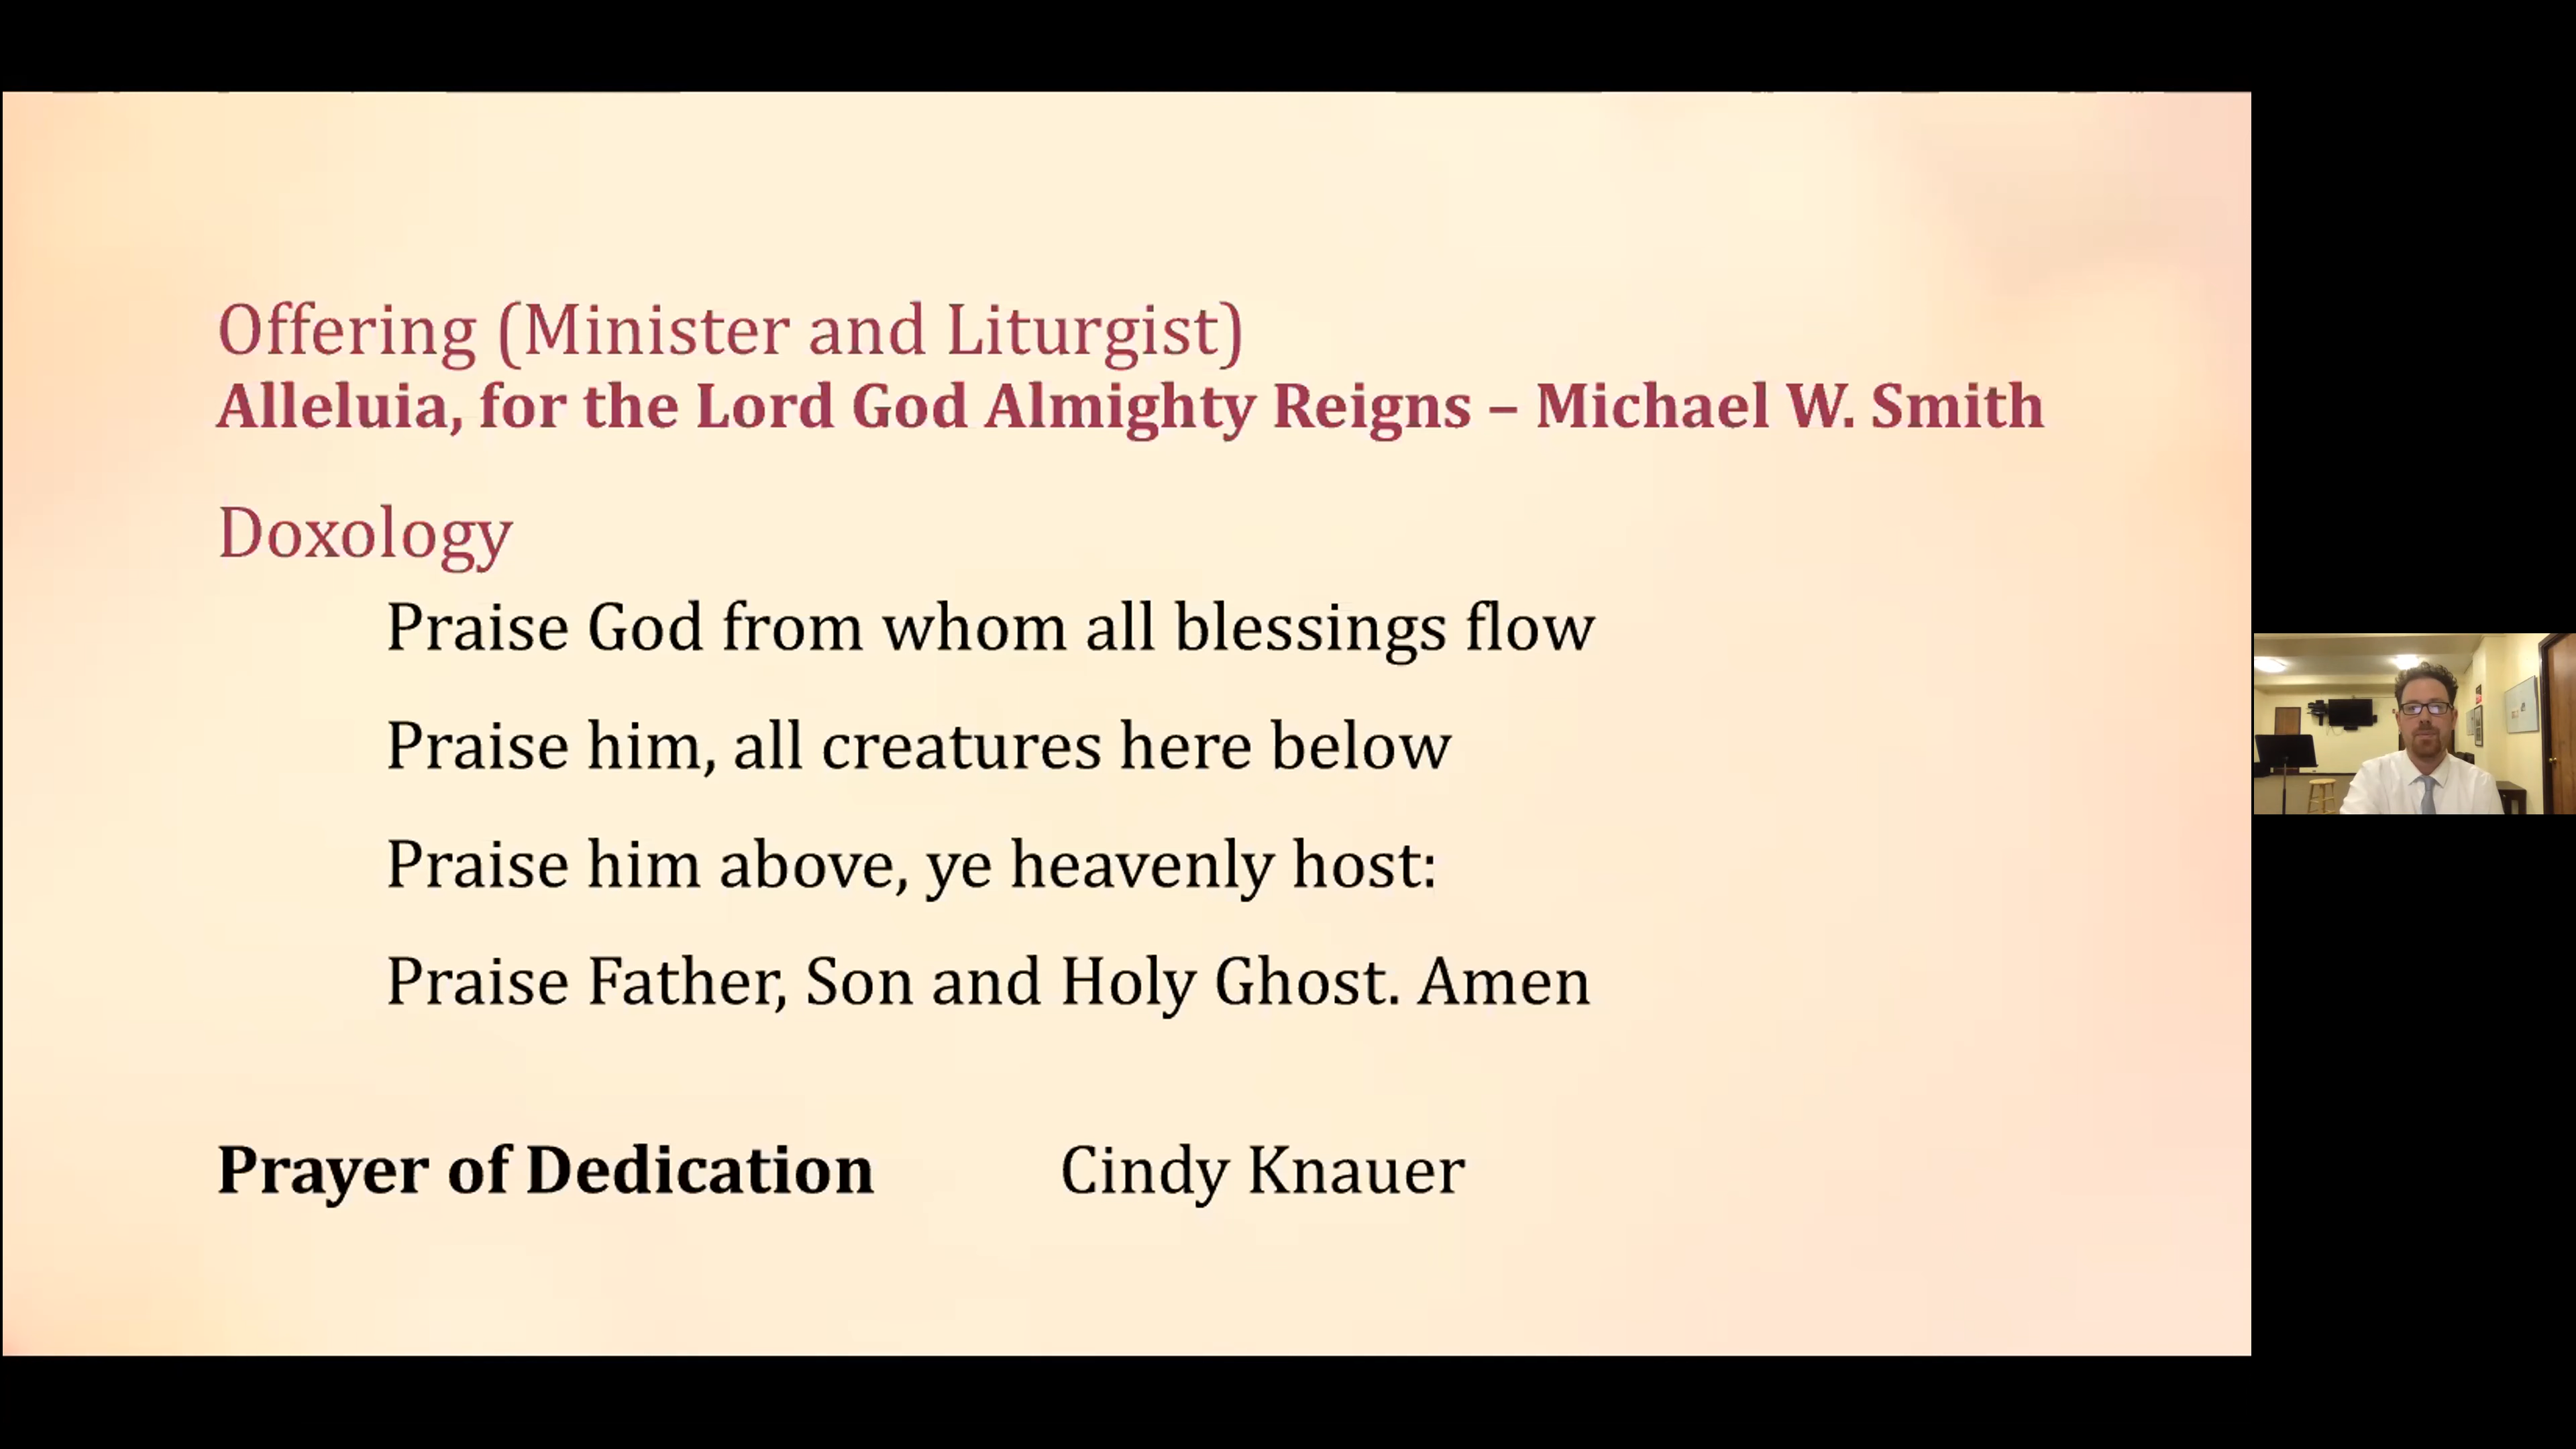 Offering (Minister and Liturgist)
Alleluia, for the Lord God Almighty Reigns – Michael W. Smith
Doxology
Praise God from whom all blessings flow
Praise him, all creatures here below
Praise him above, ye heavenly host:
Praise Father, Son and Holy Ghost. Amen
Prayer of Dedication Cindy Knauer